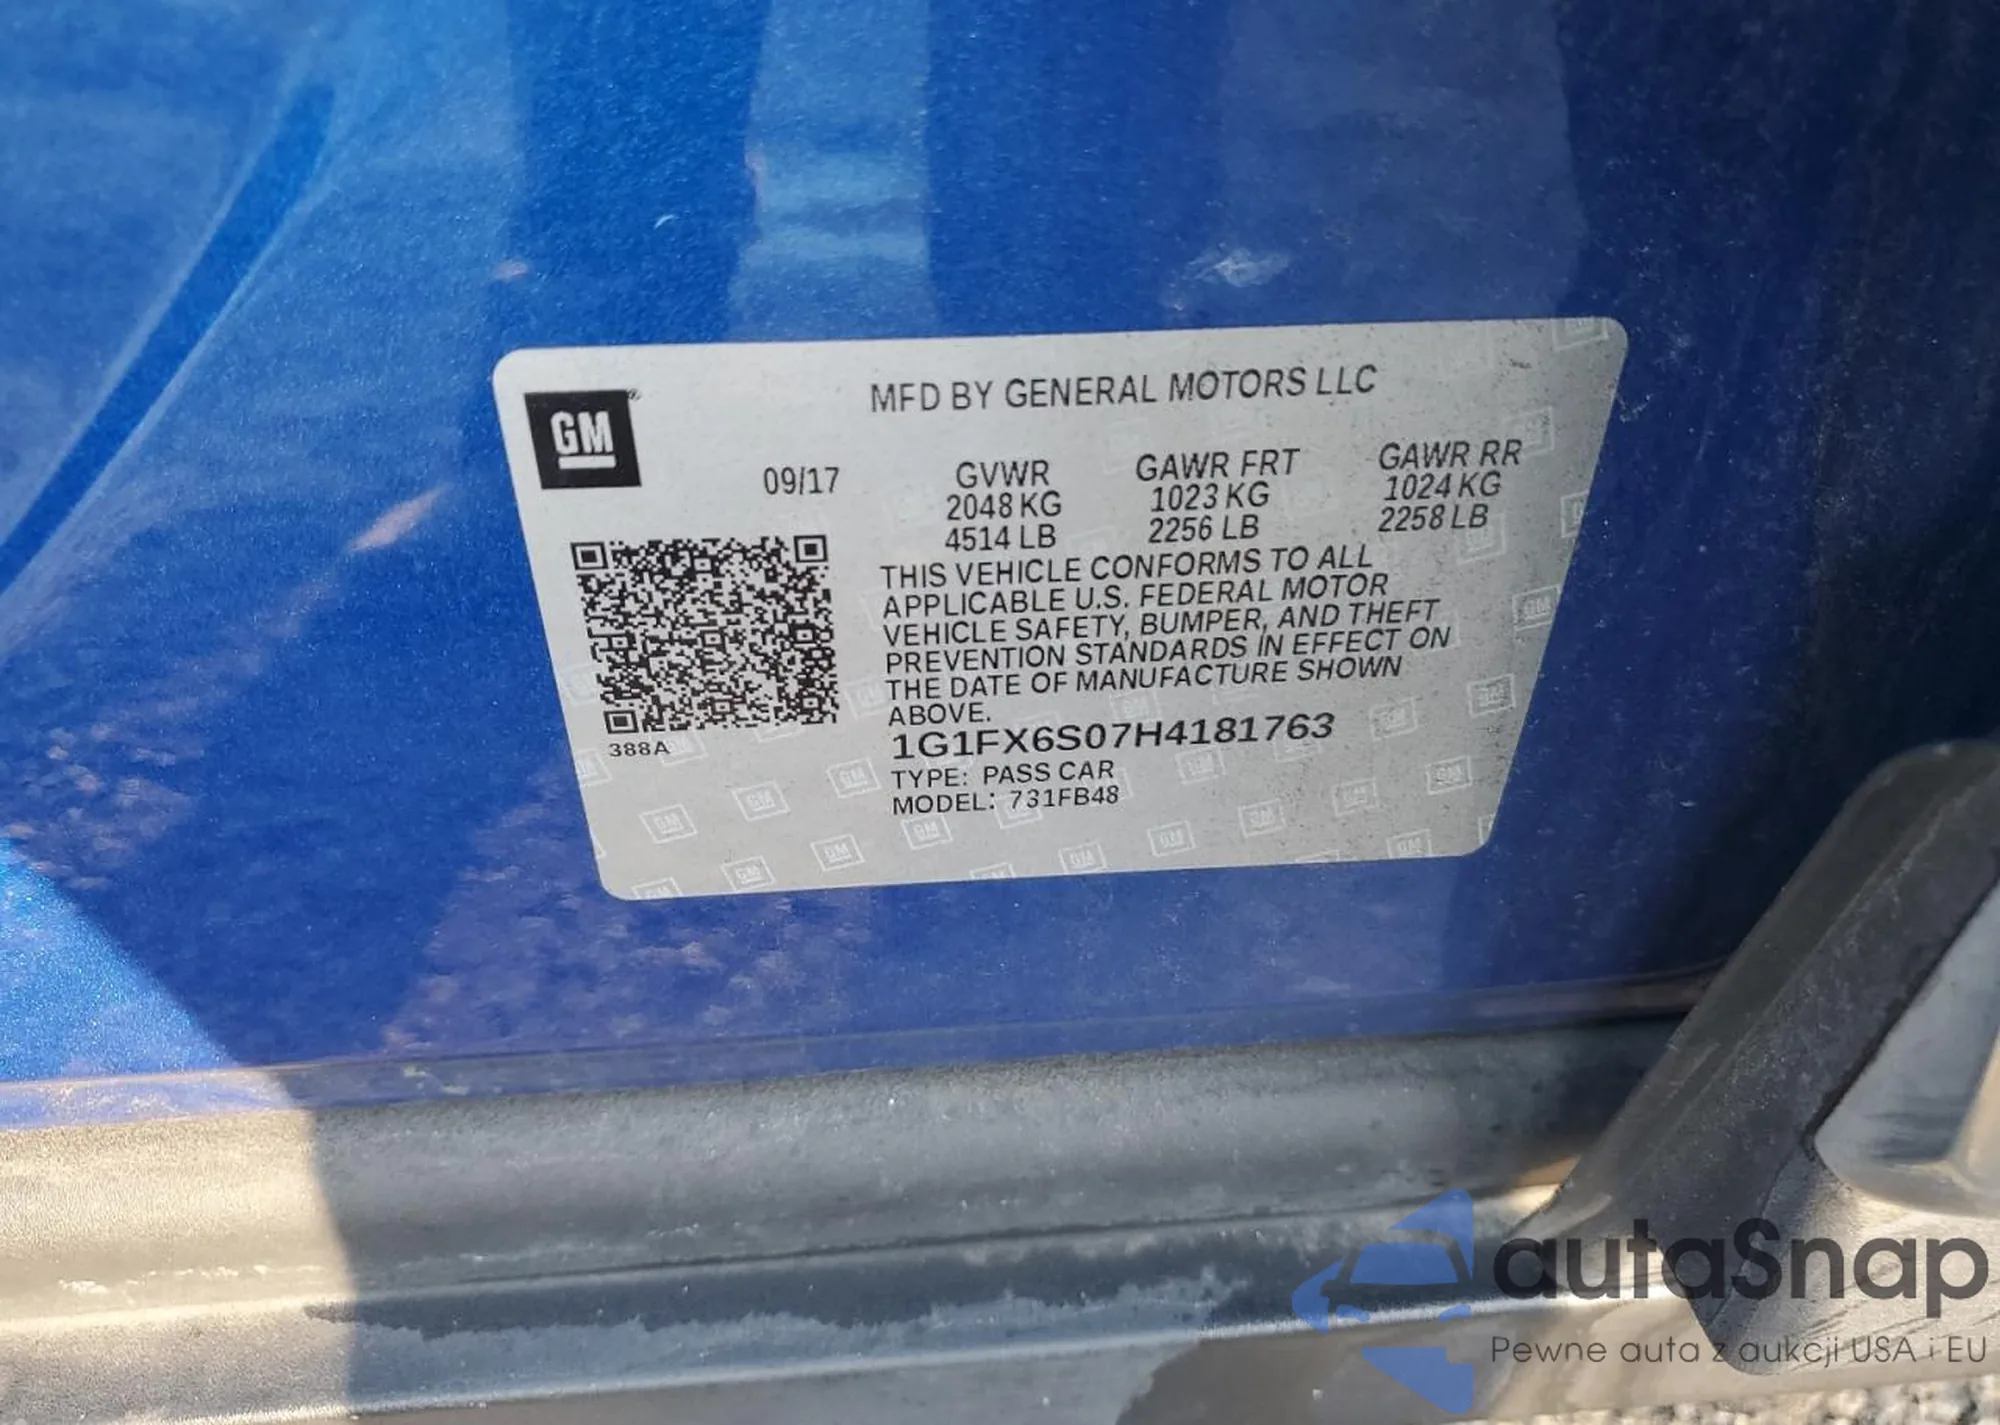 MFD BY GENERAL MOTORS LLC
GM
09/17
GVWR GAWR FRT GAWR RR
2048 KG 1023 KG 1024 KG
4514 LB 2256 LB 2258 LB
THIS VEHICLE CONFORMS TO ALL
APPLICABLE U.S. FEDERAL MOTOR
VEHICLE SAFETY, BUMPER, AND THEFT
PREVENTION STANDARDS IN EFFECT ON
THE DATE OF MANUFACTURE SHOWN
ABOVE.
388A
1G1FX6S07H4181763
TYPE: PASS CAR
MODEL: 731FB48
autaSnap
Pewne auta z aukcji USA i EU